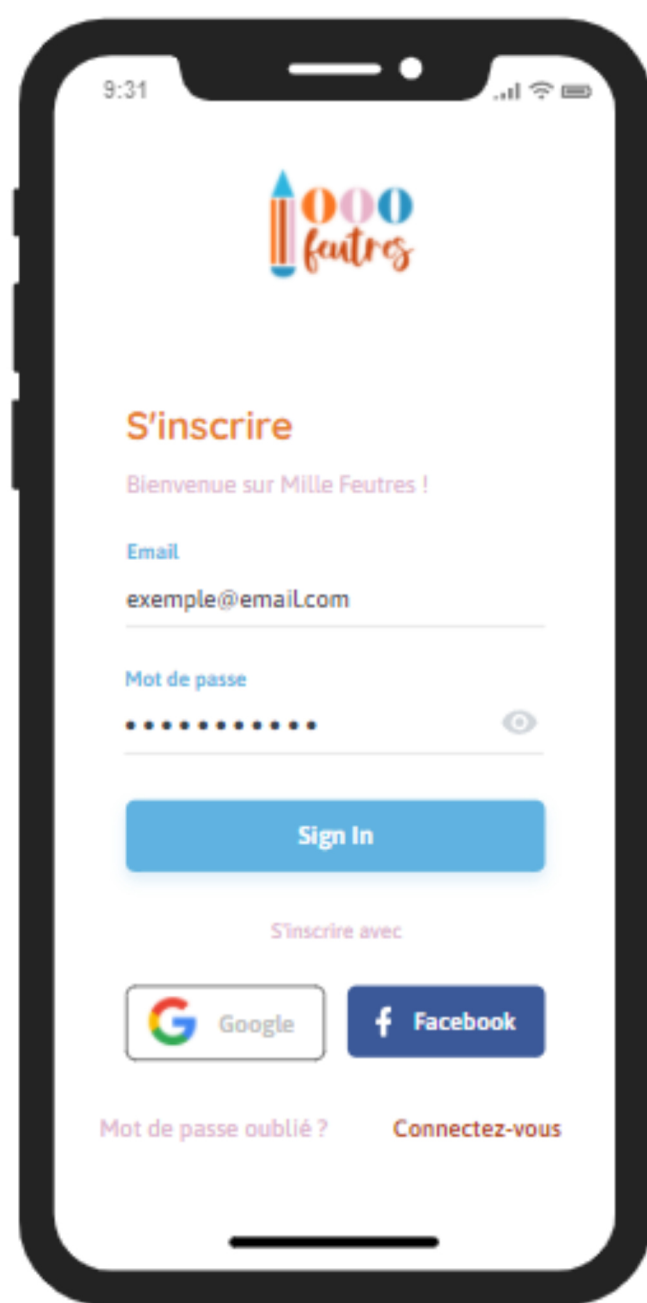 9:31
1000
feutres
S'inscrire
Bienvenue sur Mille Feutres !
Email
exemple@email.com
Mot de passe
•••••••••••
Sign In
S'inscrire avec
Google
Facebook
Mot de passe oublié ? Connectez-vous